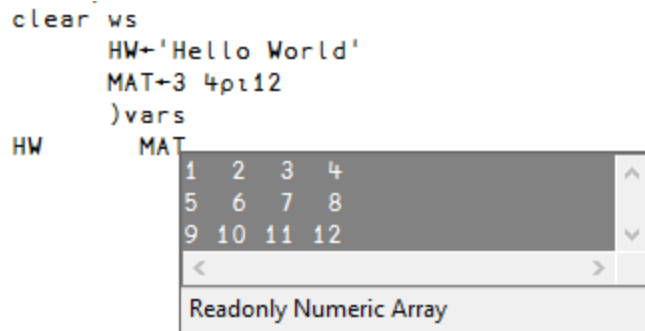 clear ws
HW←'Hello World'
MAT←3 4⍴⍳12
)vars
HW MAT
1 2 3 4
5 6 7 8
9 10 11 12
Readonly Numeric Array